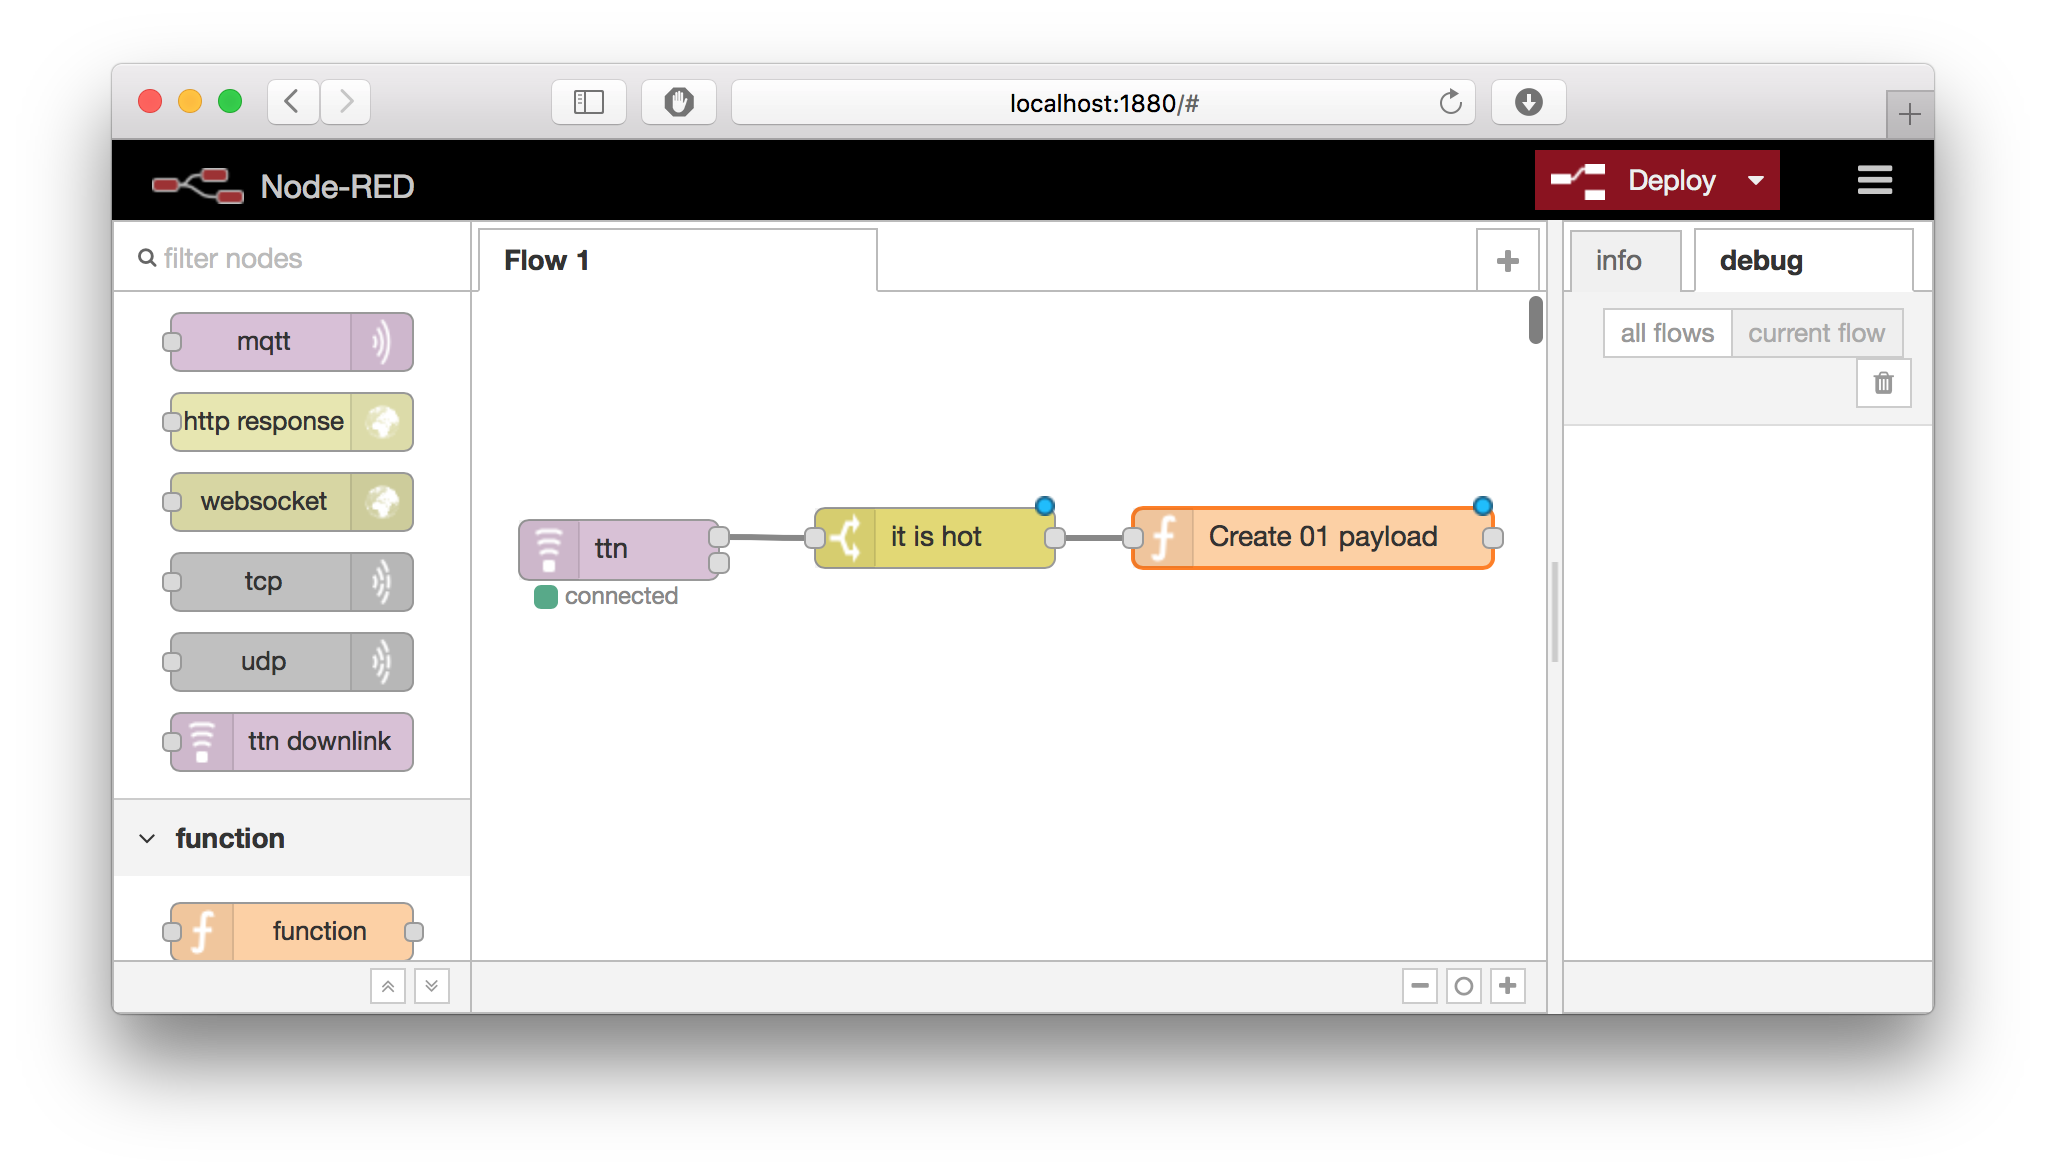 localhost:1880/#
Node-RED
Deploy
filter nodes
Flow 1
info
debug
all flows
current flow
mqtt
http response
websocket
tcp
udp
ttn downlink
function
function
ttn
connected
it is hot
Create 01 payload